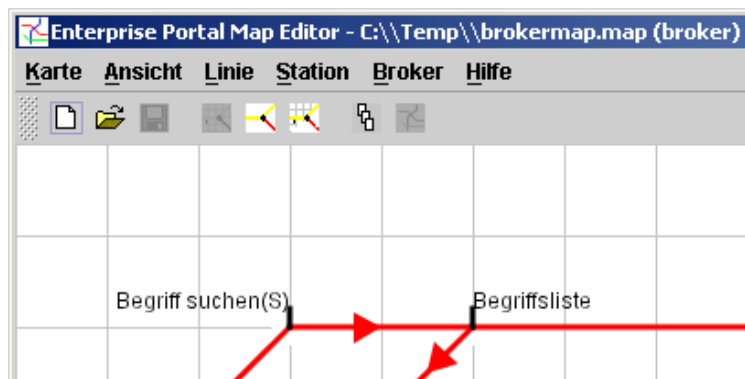 Enterprise Portal Map Editor - C:\\Temp\\brokermap.map (broker)
Karte Ansicht Linie Station Broker Hilfe
Begriff suchen(S) Begriffsliste